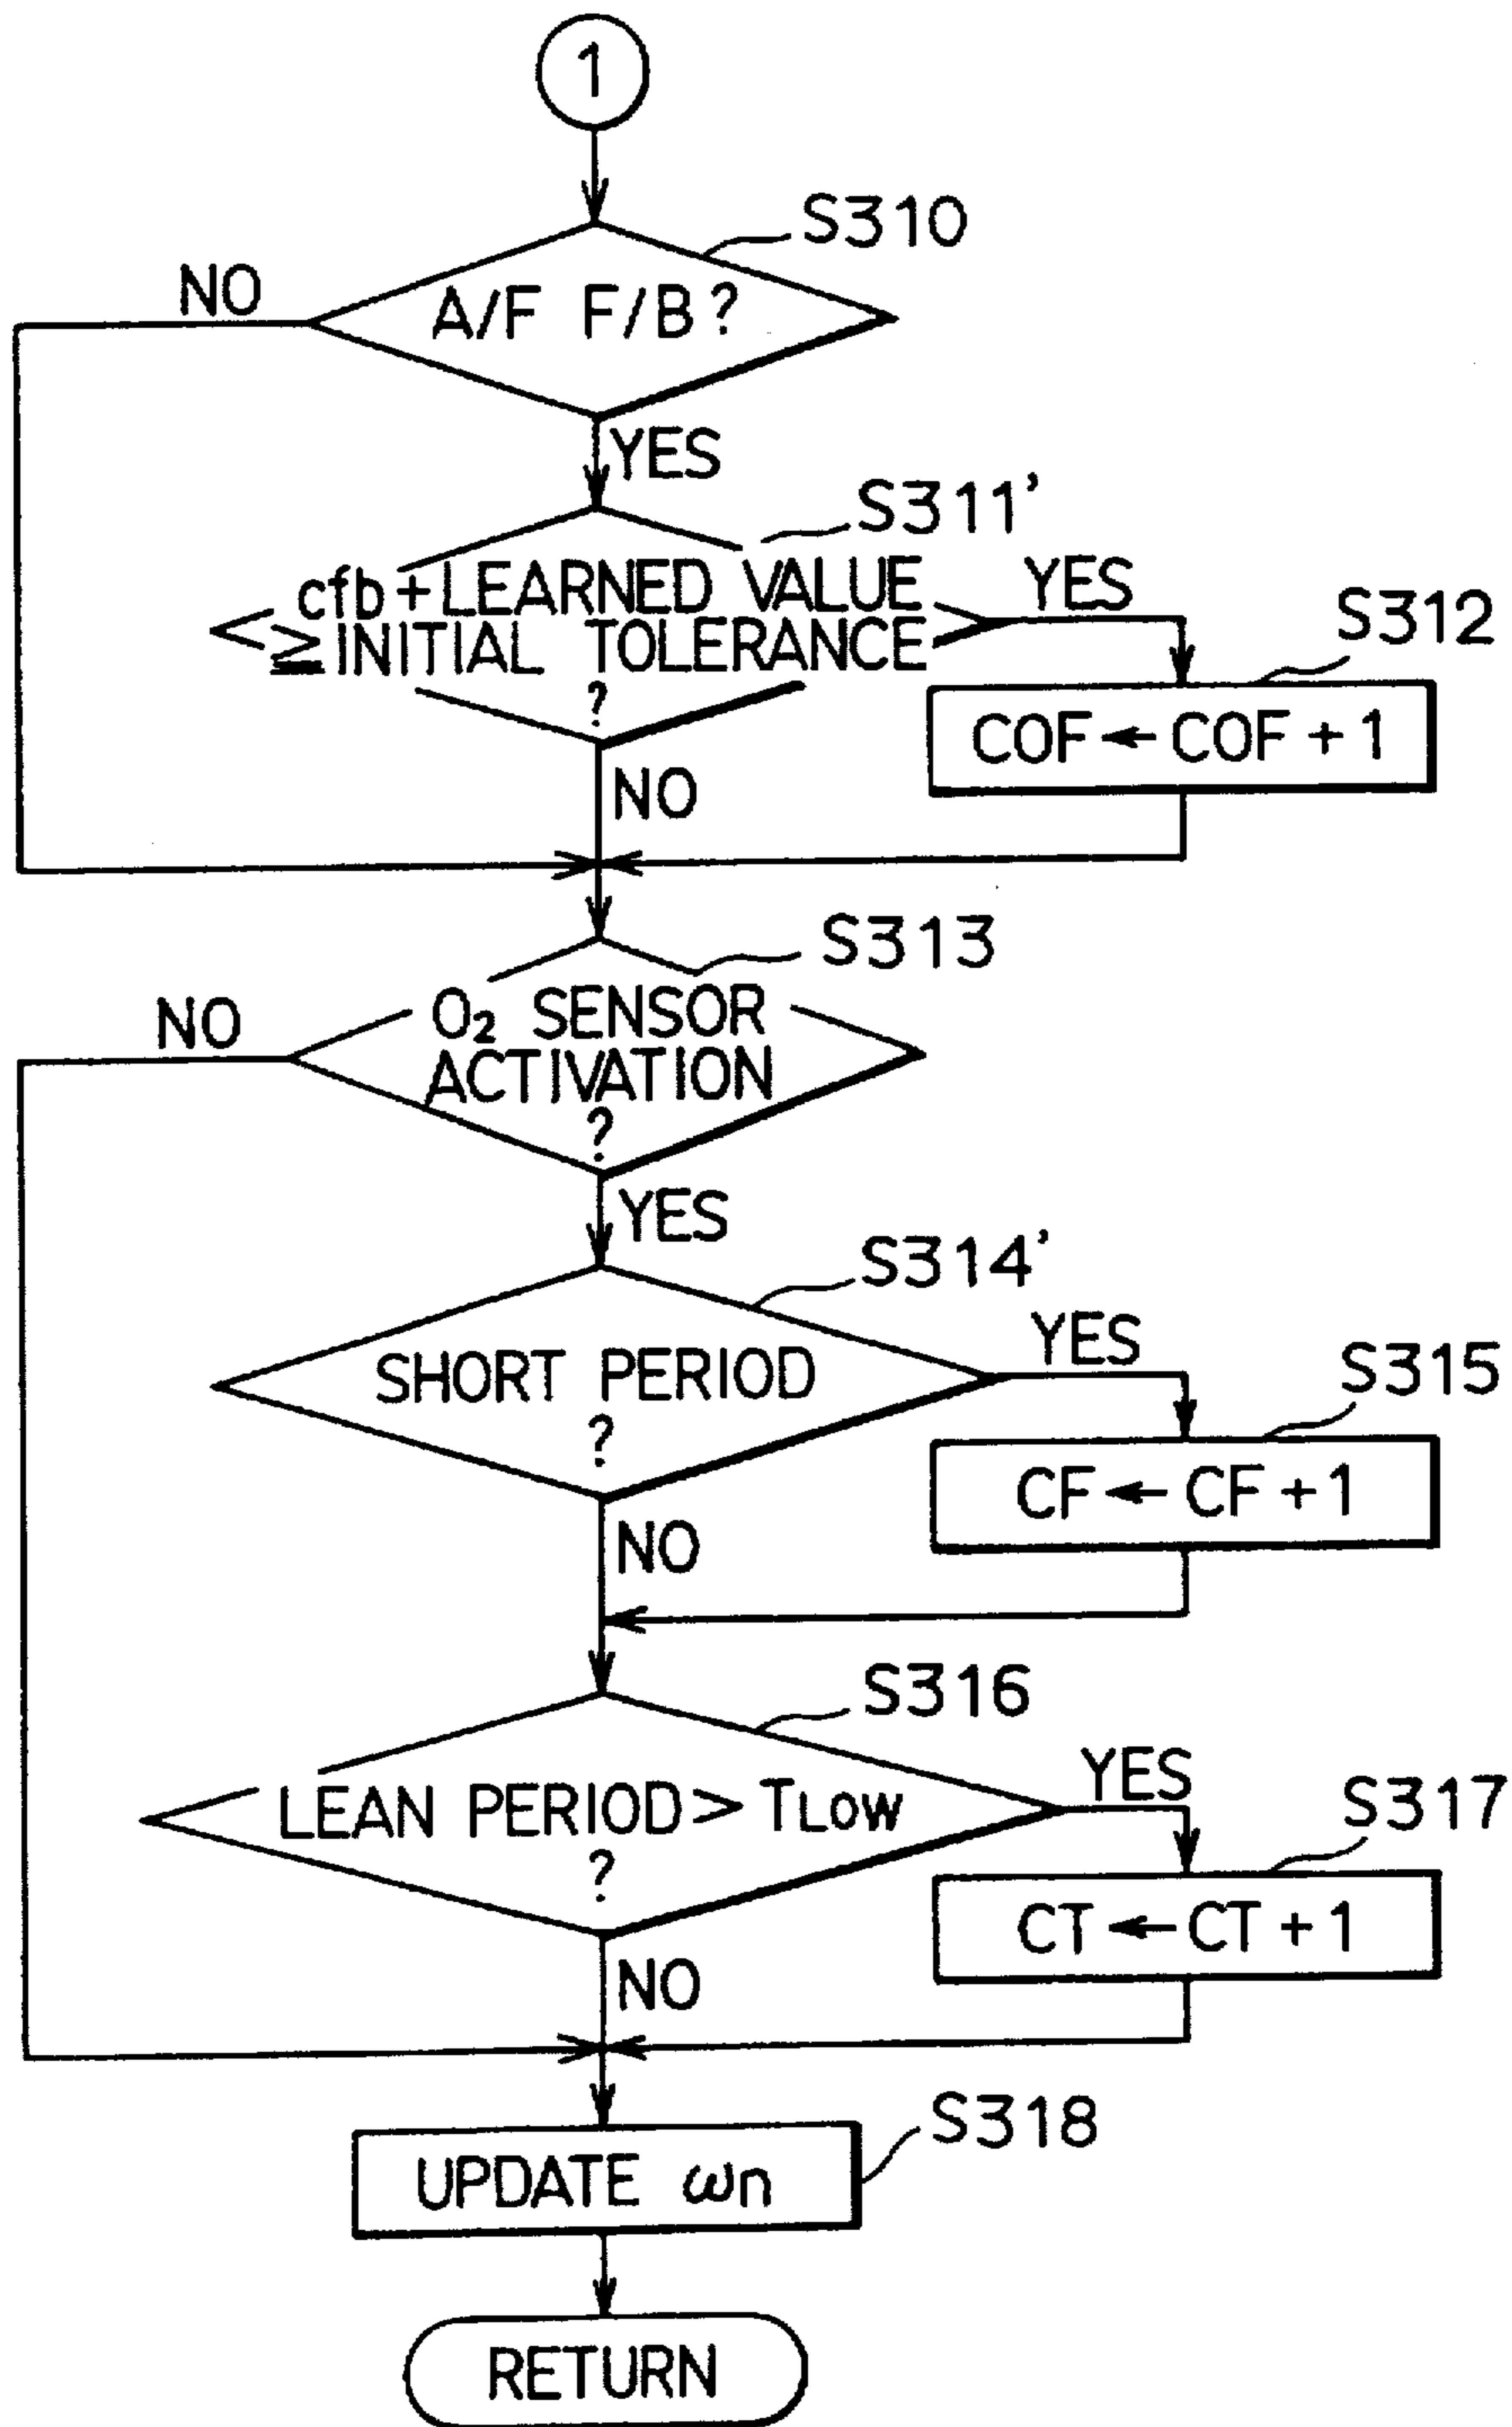 1
S310
NO
A/F F/B?
YES
S311'
cfb+LEARNED VALUE
≧INITIAL TOLERANCE
?
YES
S312
COF←COF+1
NO
S313
NO
O₂ SENSOR
ACTIVATION
?
YES
S314'
SHORT PERIOD
?
YES
S315
CF←CF+1
NO
S316
LEAN PERIOD>TLOW
?
YES
S317
CT←CT+1
NO
S318
UPDATE ωn
RETURN